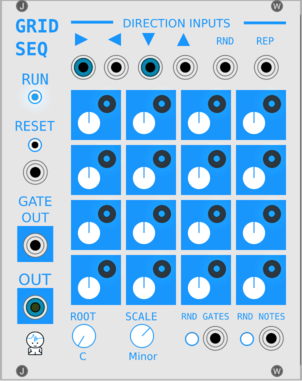 J W
GRID
SEQ
DIRECTION INPUTS
RND REP
RUN
RESET
GATE
OUT
OUT
ROOT SCALE RND GATES RND NOTES
C Minor
J W